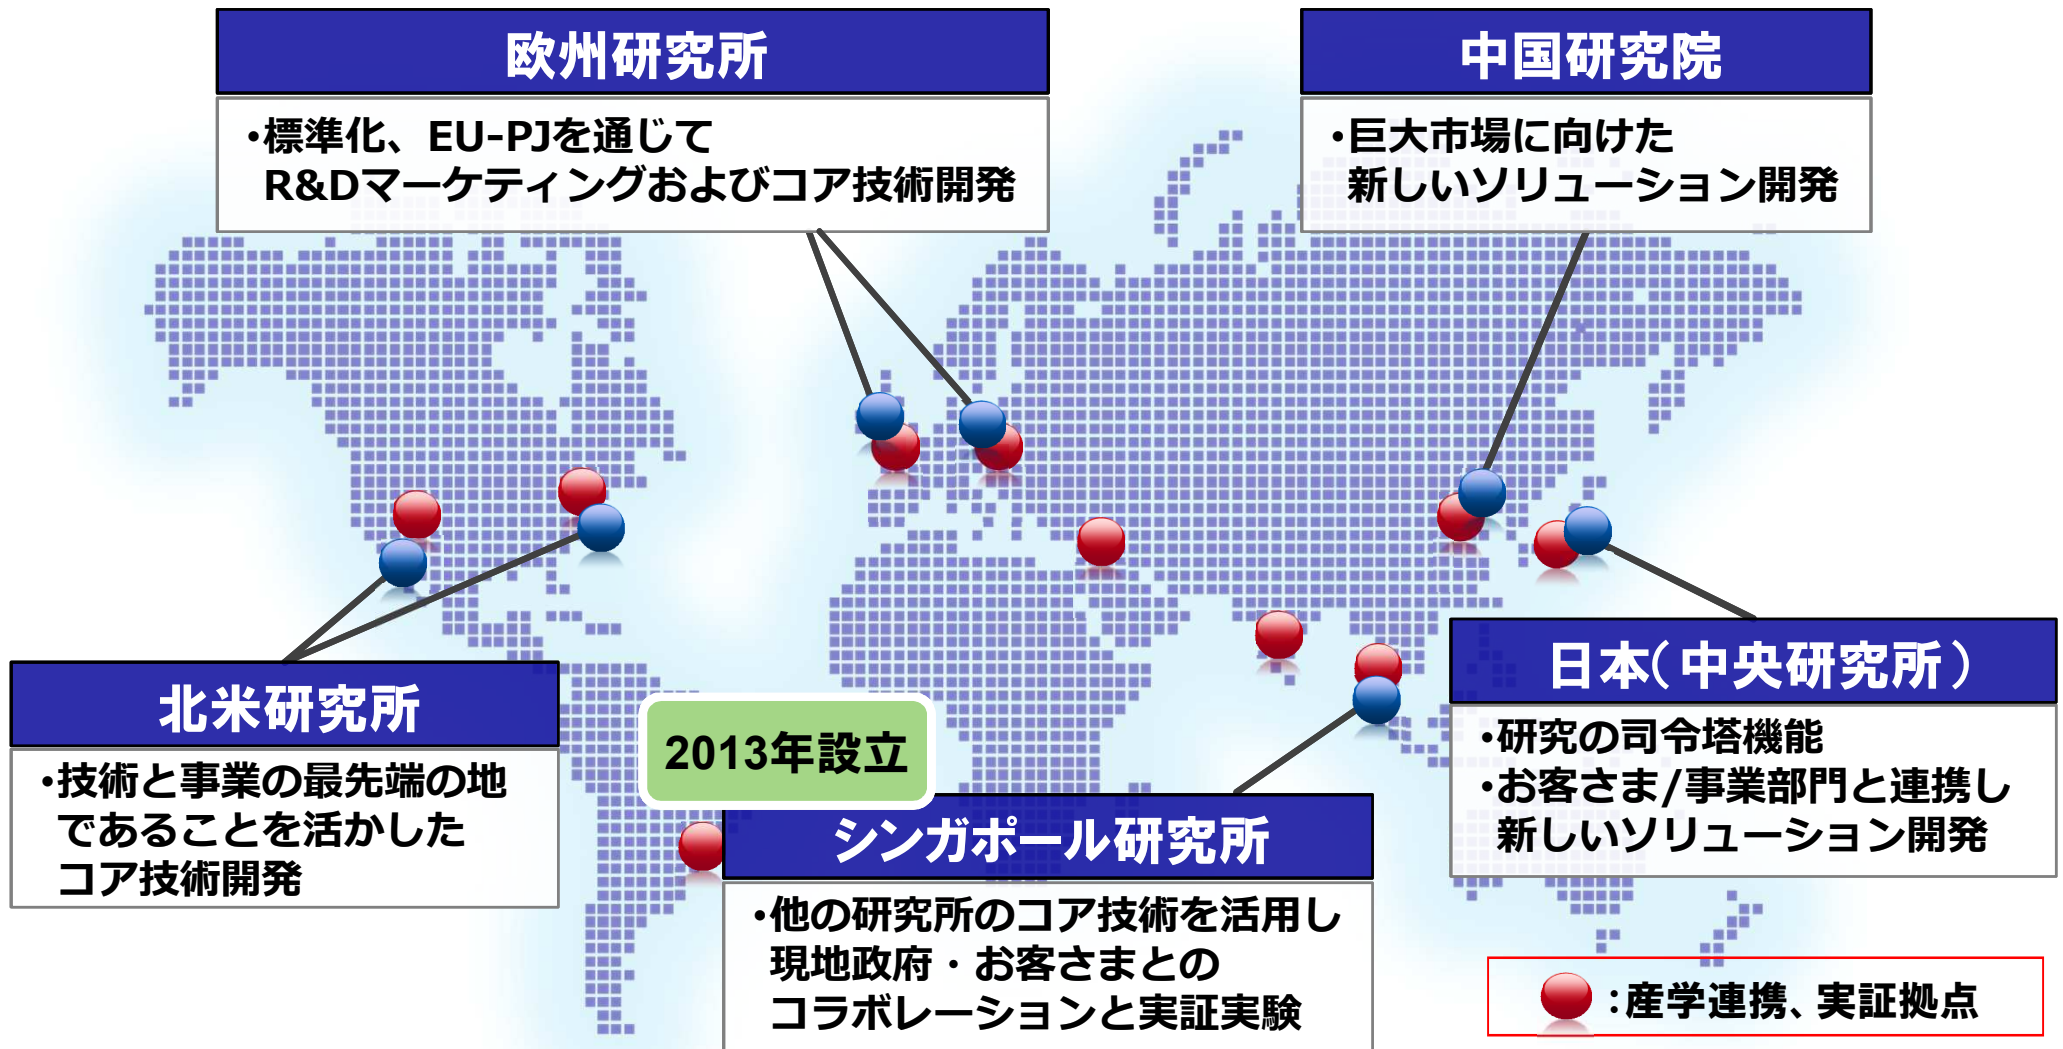 欧州研究所
・標準化、EU-PJを通じて
R&Dマーケティングおよびコア技術開発
中国研究院
・巨大市場に向けた
新しいソリューション開発
北米研究所
・技術と事業の最先端の地
であることを活かした
コア技術開発
2013年設立
シンガポール研究所
・他の研究所のコア技術を活用し
現地政府・お客さまとの
コラボレーションと実証実験
日本(中央研究所)
・研究の司令塔機能
・お客さま/事業部門と連携し
新しいソリューション開発
:産学連携、実証拠点